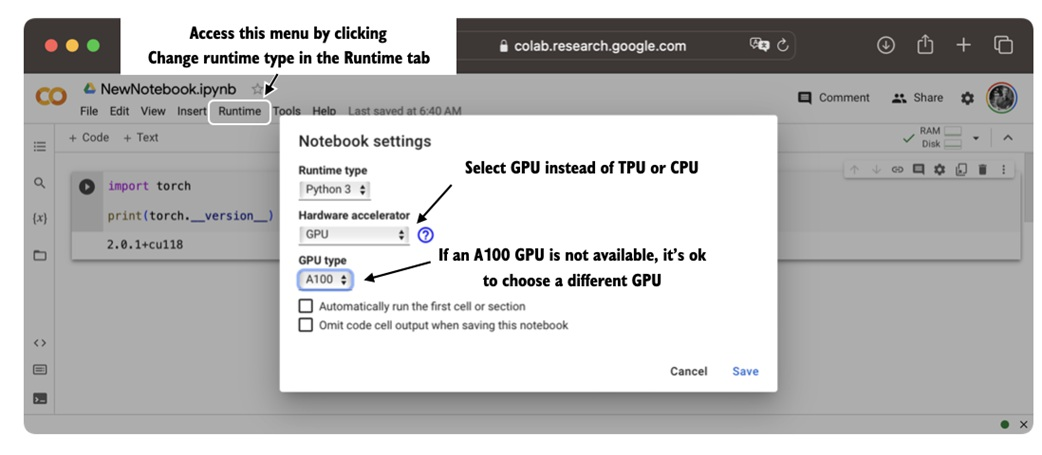 Access this menu by clicking
Change runtime type in the Runtime tab
colab.research.google.com
NewNotebook.ipynb
File Edit View Insert Runtime Tools Help Last saved at 6:40 AM
Comment Share
+ Code + Text
RAM
Disk
import torch
print(torch.__version__)
2.0.1+cu118
{x}
Notebook settings
Runtime type
Python 3
Select GPU instead of TPU or CPU
Hardware accelerator
GPU
?
GPU type
A100
If an A100 GPU is not available, it's ok
to choose a different GPU
Automatically run the first cell or section
Omit code cell output when saving this notebook
Cancel Save